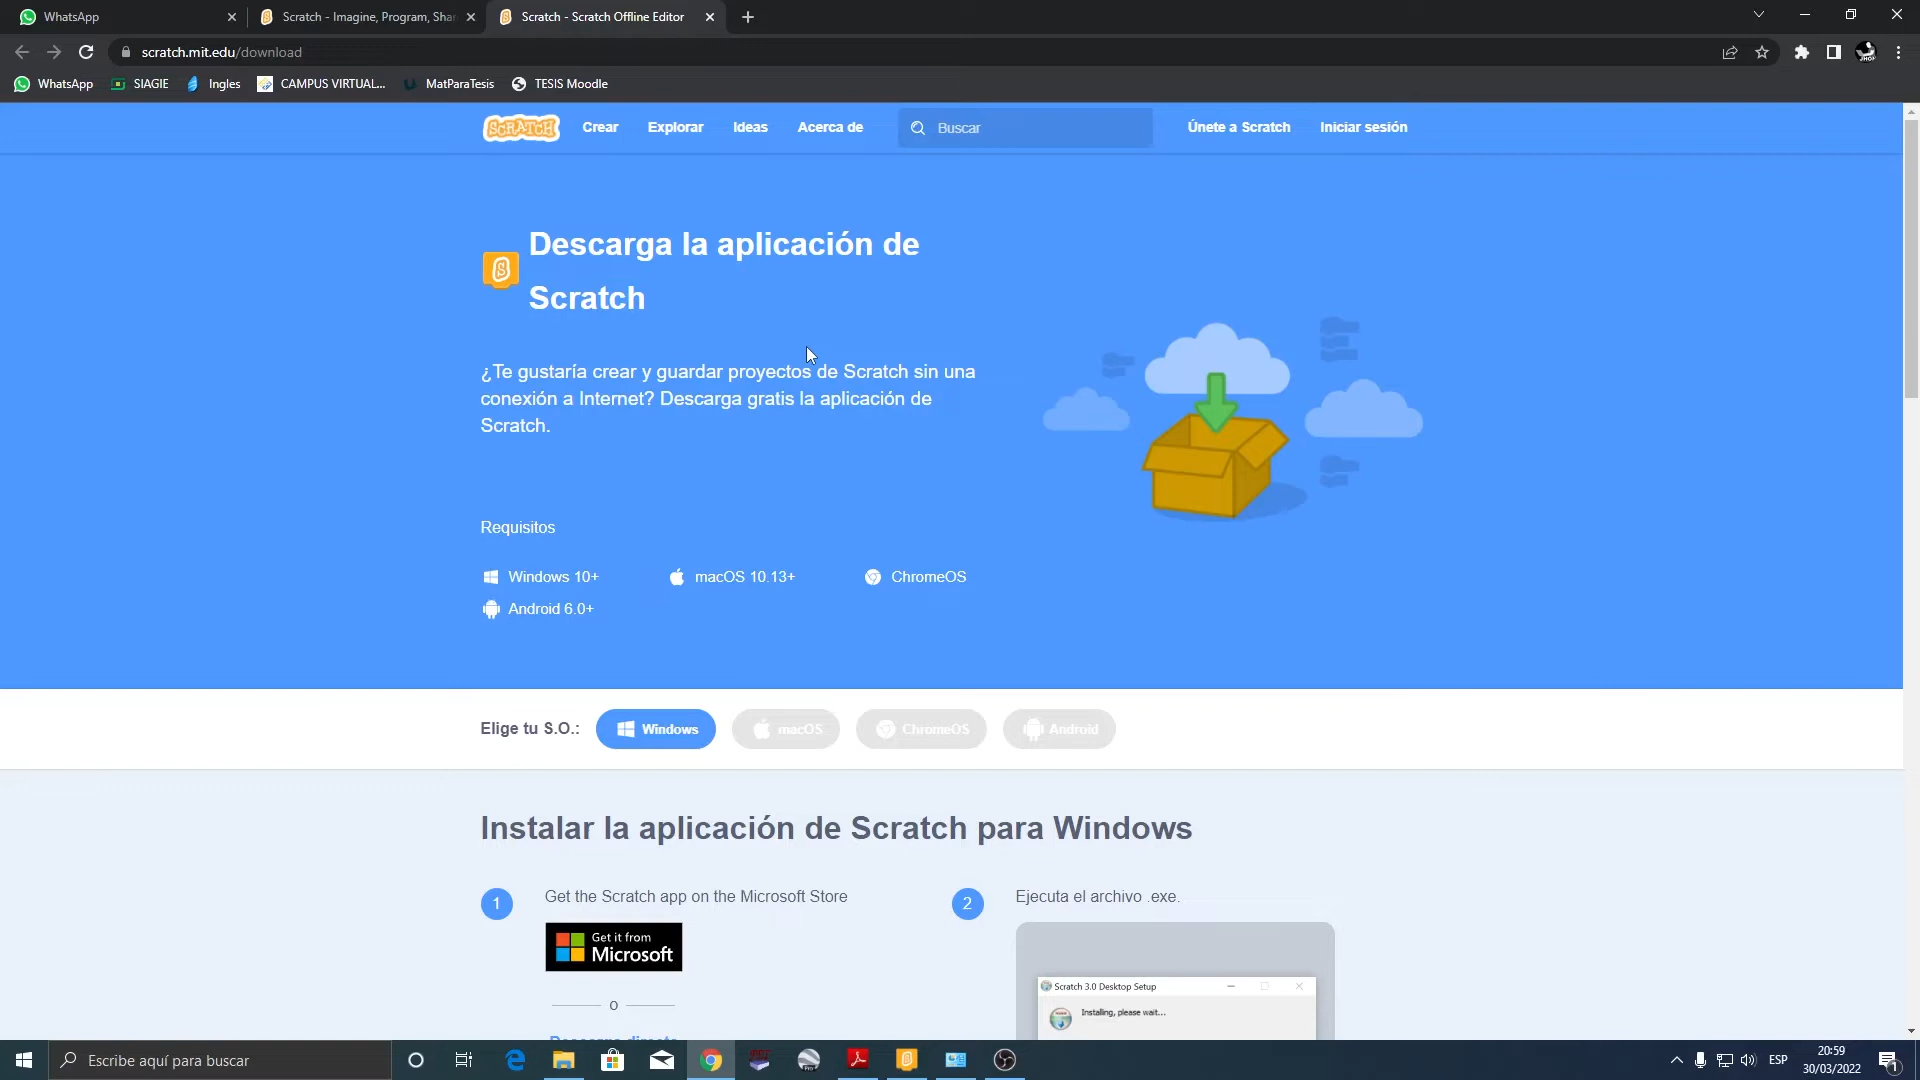 WhatsApp
Scratch - Imagine, Program, Shar
Scratch - Scratch Offline Editor
scratch.mit.edu/download
WhatsApp
SIAGIE
Ingles
CAMPUS VIRTUAL...
MatParaTesis
TESIS Moodle
SCRATCH
Crear
Explorar
Ideas
Acerca de
Buscar
Únete a Scratch
Iniciar sesión
Descarga la aplicación de
Scratch
¿Te gustaría crear y guardar proyectos de Scratch sin una
conexión a Internet? Descarga gratis la aplicación de
Scratch.
Requisitos
Windows 10+
macOS 10.13+
ChromeOS
Android 6.0+
Elige tu S.O.:
Windows
macOS
ChromeOS
Android
Instalar la aplicación de Scratch para Windows
1
Get the Scratch app on the Microsoft Store
Get it from
Microsoft
o
Descarga directa
2
Ejecuta el archivo .exe.
Scratch 3.0 Desktop Setup
Installing, please wait...
Escribe aquí para buscar
ESP
20:59
30/03/2022
1